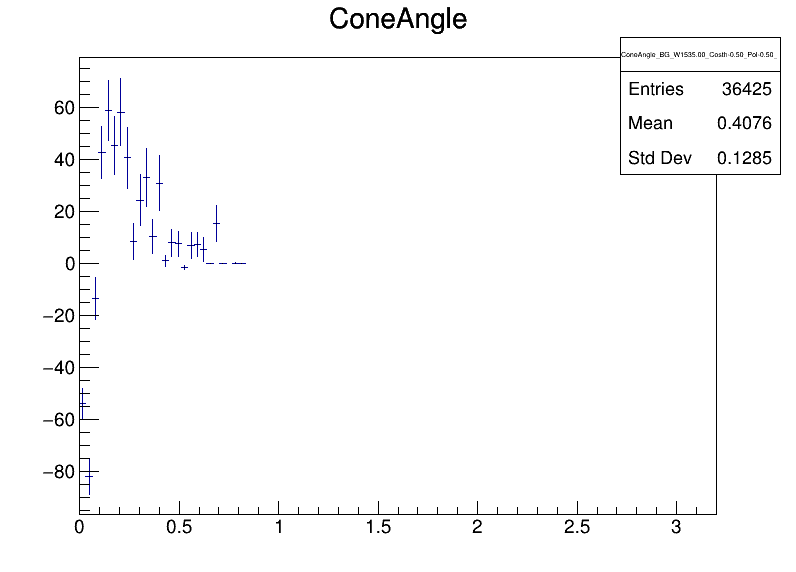 ConeAngle
ConeAngle_BG_W1535.00_Costh-0.50_Pol-0.50_
Entries 36425
Mean 0.4076
Std Dev 0.1285
60
40
20
0
−20
−40
−60
−80
0 0.5 1 1.5 2 2.5 3